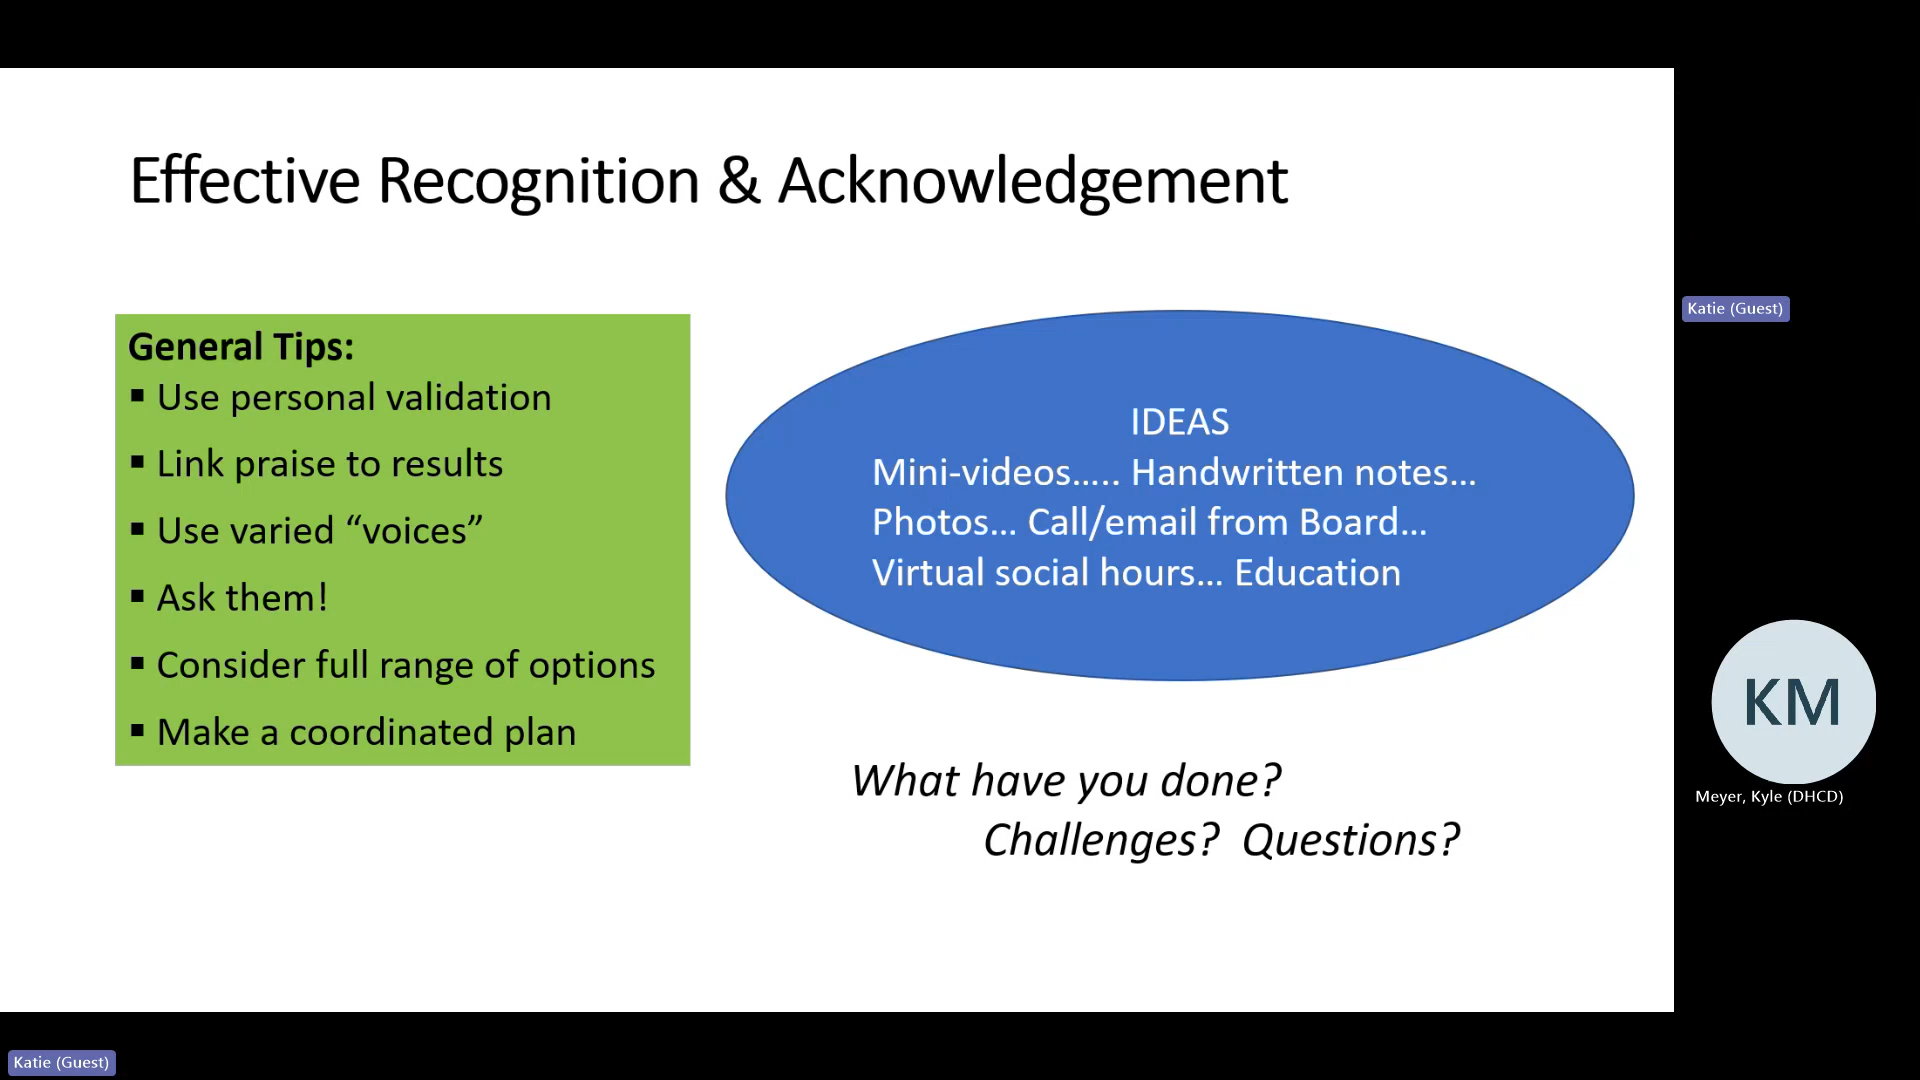 Effective Recognition & Acknowledgement
General Tips:
▪ Use personal validation
▪ Link praise to results
▪ Use varied “voices”
▪ Ask them!
▪ Consider full range of options
▪ Make a coordinated plan
IDEAS
Mini-videos….. Handwritten notes…
Photos… Call/email from Board…
Virtual social hours… Education
What have you done?
Challenges? Questions?
Katie (Guest)
KM
Meyer, Kyle (DHCD)
Katie (Guest)